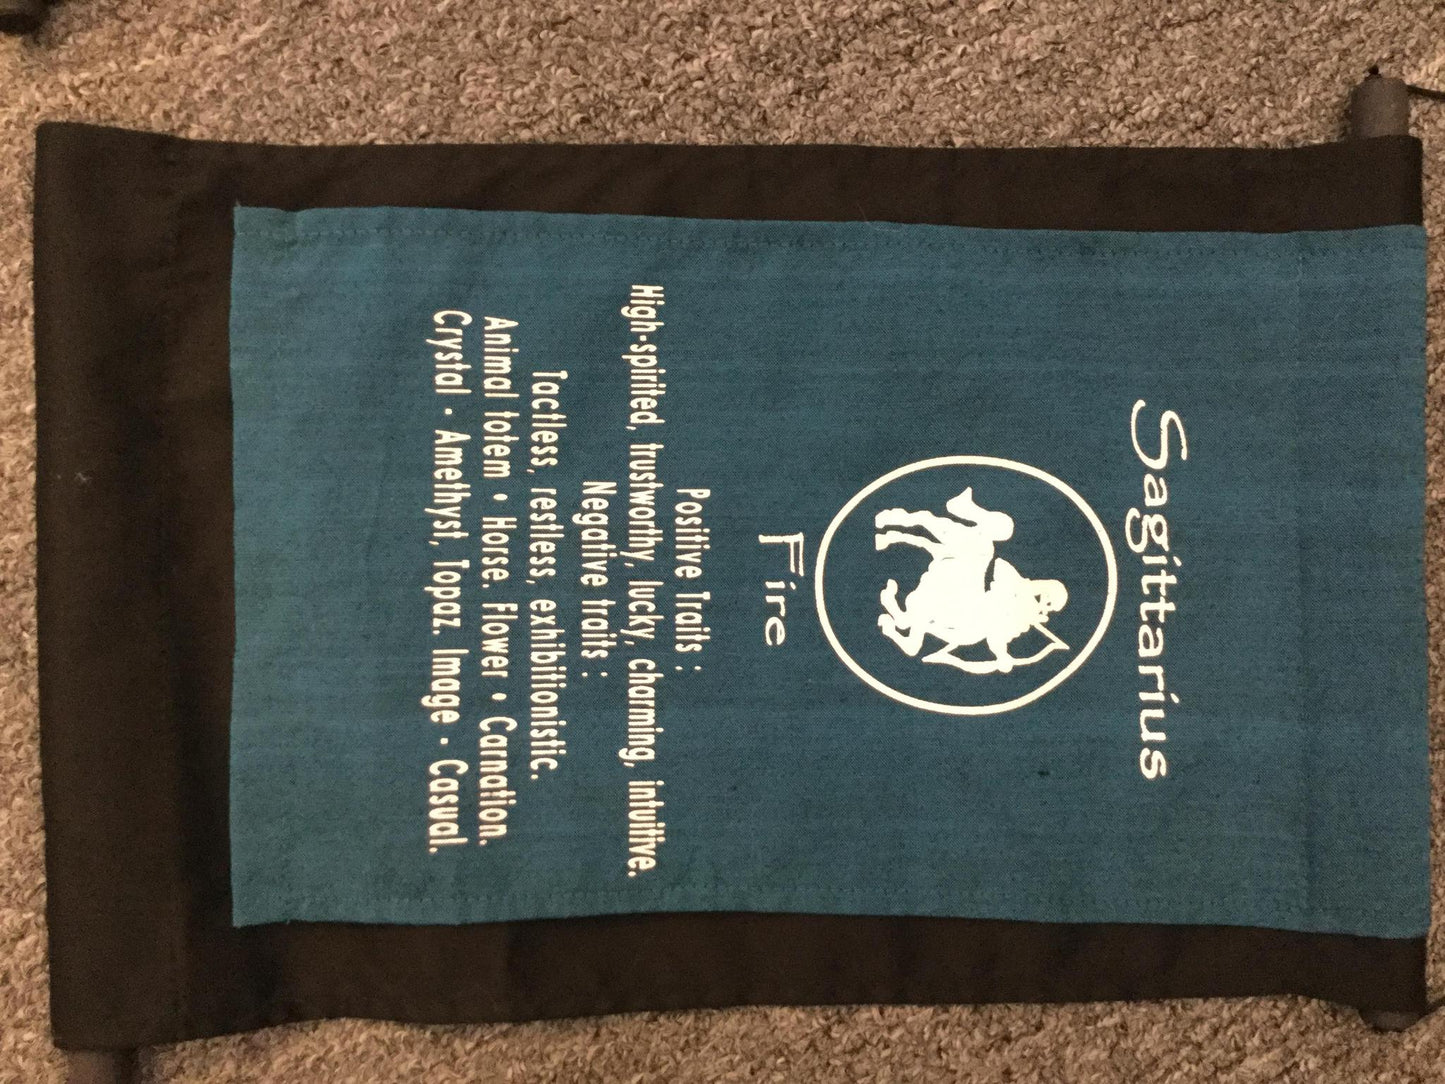 Sagittarius
Fire
Positive Traits :
High-spirited, trustworthy, lucky, charming, intuitive.
Negative traits :
Tactless, restless, exhibitionistic.
Animal totem • Horse. Flower • Carnation.
Crystal - Amethyst, Topaz. Image - Casual.